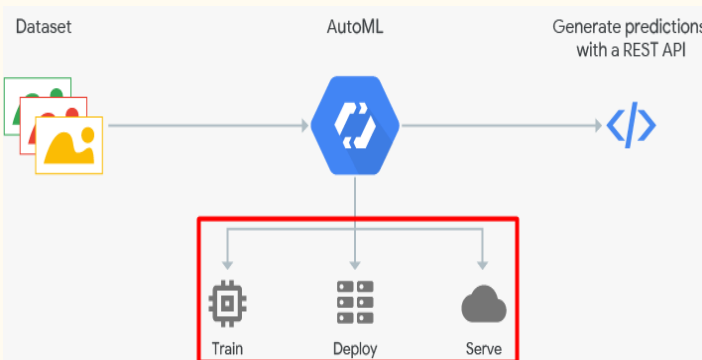 Dataset
AutoML
Generate predictions
with a REST API
Train
Deploy
Serve